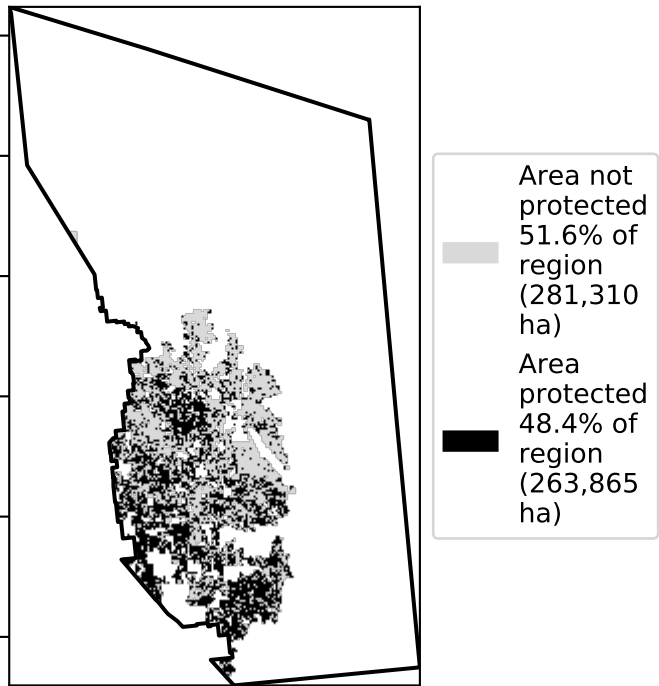 Area not
protected
51.6% of
region
(281,310
ha)
Area
protected
48.4% of
region
(263,865
ha)